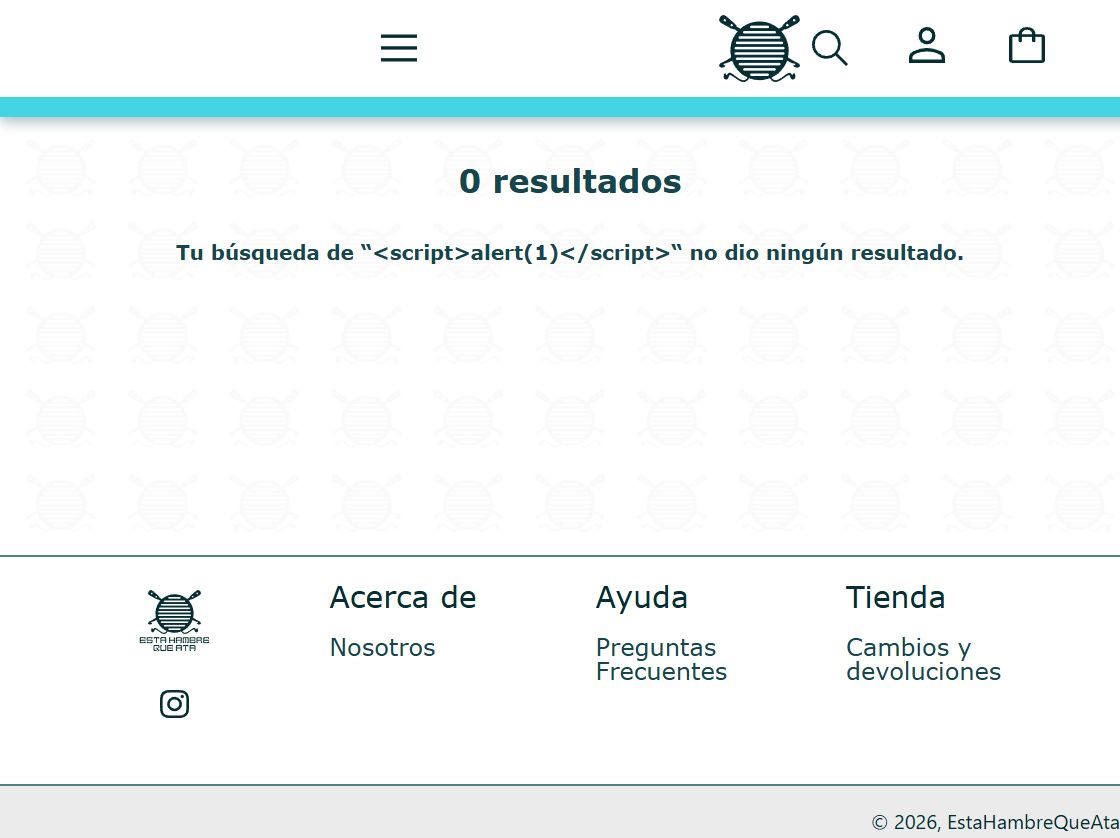 0 resultados
Tu búsqueda de “<script>alert(1)</script>“ no dio ningún resultado.
ESTA HAMBRE
QUE ATA
Acerca de
Nosotros
Ayuda
Preguntas
Frecuentes
Tienda
Cambios y
devoluciones
© 2026, EstaHambreQueAta